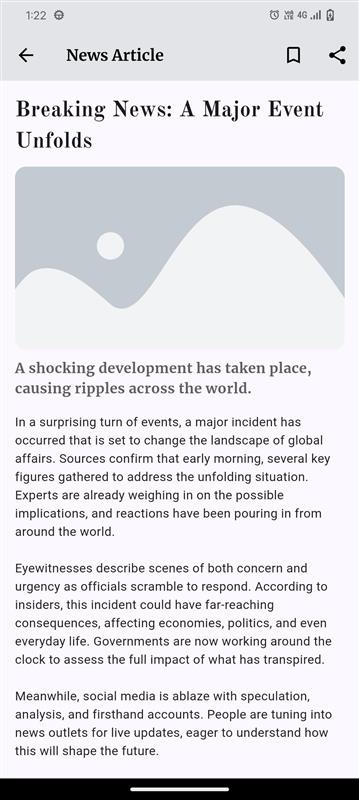 1:22
4G
News Article
Breaking News: A Major Event
Unfolds
A shocking development has taken place,
causing ripples across the world.
In a surprising turn of events, a major incident has
occurred that is set to change the landscape of global
affairs. Sources confirm that early morning, several key
figures gathered to address the unfolding situation.
Experts are already weighing in on the possible
implications, and reactions have been pouring in from
around the world.
Eyewitnesses describe scenes of both concern and
urgency as officials scramble to respond. According to
insiders, this incident could have far-reaching
consequences, affecting economies, politics, and even
everyday life. Governments are now working around the
clock to assess the full impact of what has transpired.
Meanwhile, social media is ablaze with speculation,
analysis, and firsthand accounts. People are tuning into
news outlets for live updates, eager to understand how
this will shape the future.